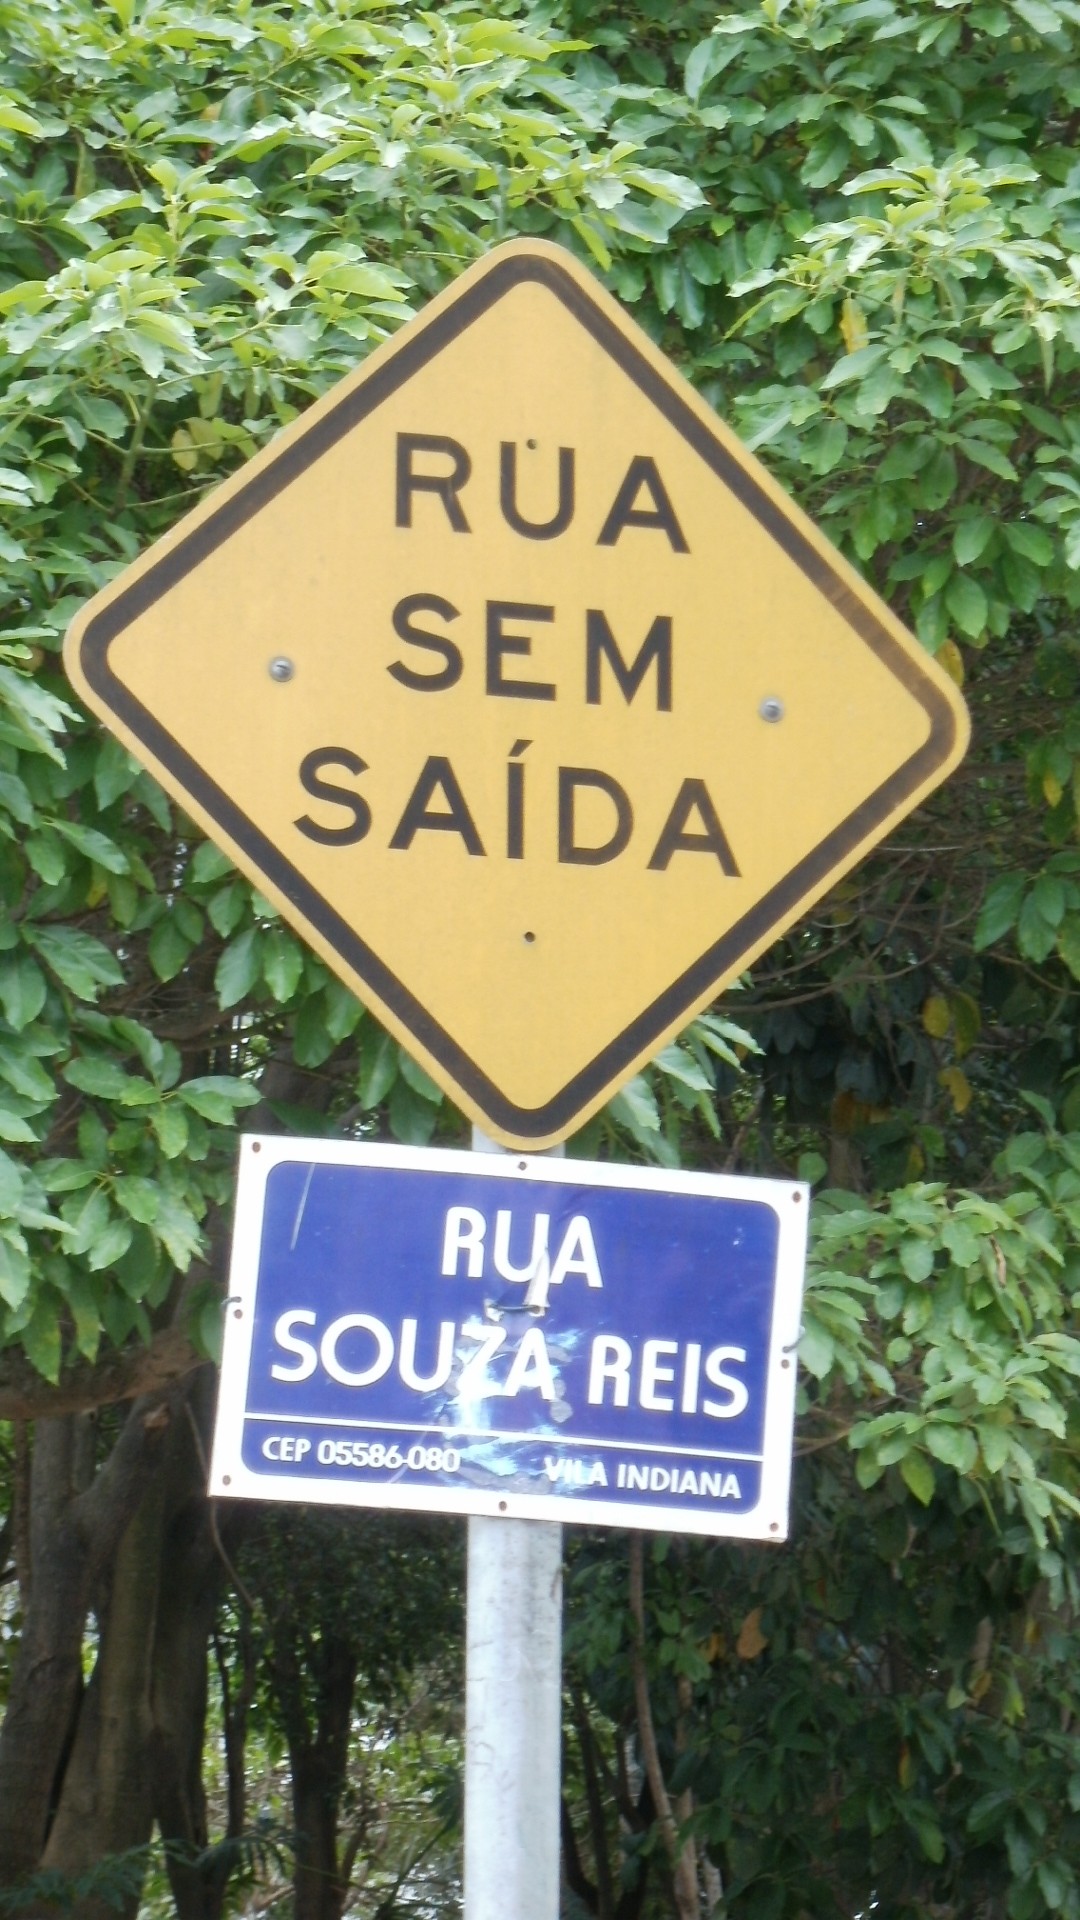 RUA
SEM
SAÍDA
RUA
SOUZA REIS
CEP 05586-080 VILA INDIANA